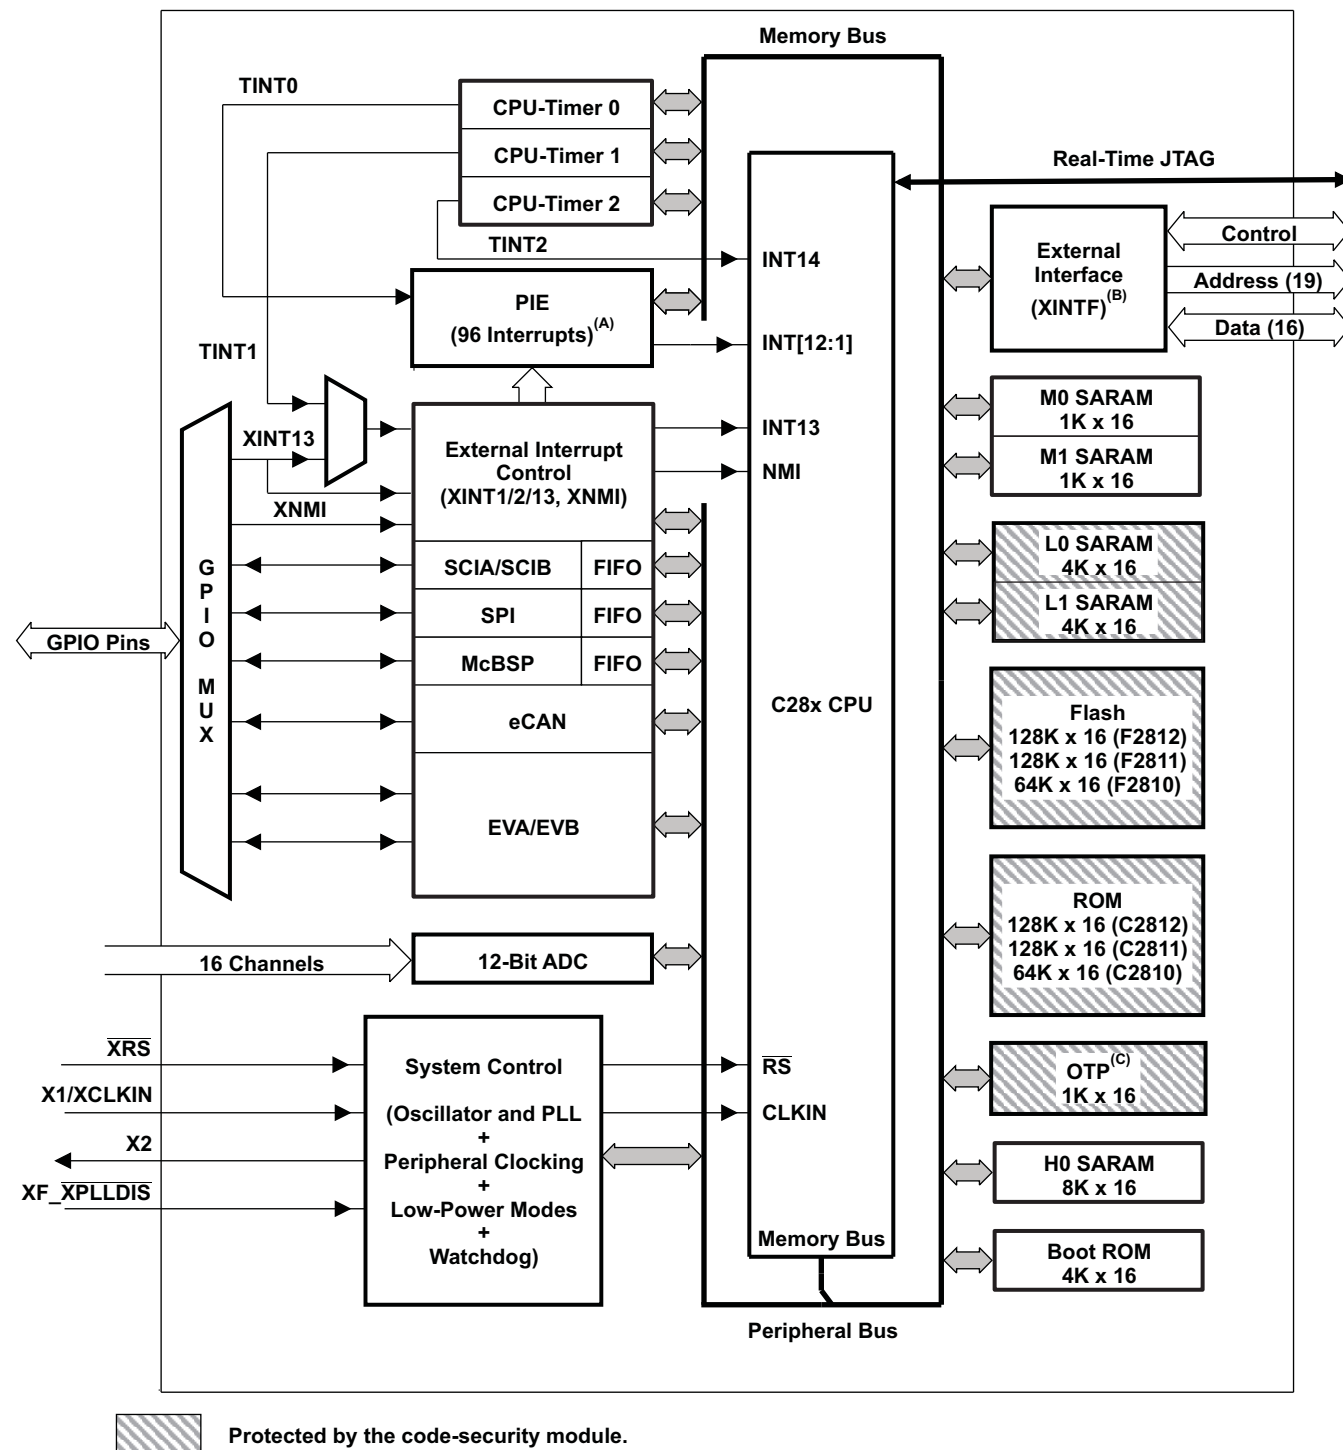 Memory Bus
TINT0
CPU-Timer 0
CPU-Timer 1
CPU-Timer 2
Real-Time JTAG
TINT2
INT14
External
Interface
(XINTF)(B)
Control
Address (19)
Data (16)
PIE
(96 Interrupts)(A)
INT[12:1]
TINT1
M0 SARAM
1K x 16
M1 SARAM
1K x 16
XINT13
External Interrupt
Control
(XINT1/2/13, XNMI)
INT13
NMI
XNMI
L0 SARAM
4K x 16
L1 SARAM
4K x 16
GPIO MUX
SCIA/SCIB
FIFO
SPI
FIFO
McBSP
FIFO
GPIO Pins
eCAN
C28x CPU
Flash
128K x 16 (F2812)
128K x 16 (F2811)
64K x 16 (F2810)
EVA/EVB
ROM
128K x 16 (C2812)
128K x 16 (C2811)
64K x 16 (C2810)
16 Channels
12-Bit ADC
XRS
X1/XCLKIN
X2
XF_XPLLDIS
System Control
(Oscillator and PLL
+
Peripheral Clocking
+
Low-Power Modes
+
Watchdog)
RS
CLKIN
OTP(C)
1K x 16
H0 SARAM
8K x 16
Memory Bus
Boot ROM
4K x 16
Peripheral Bus
Protected by the code-security module.